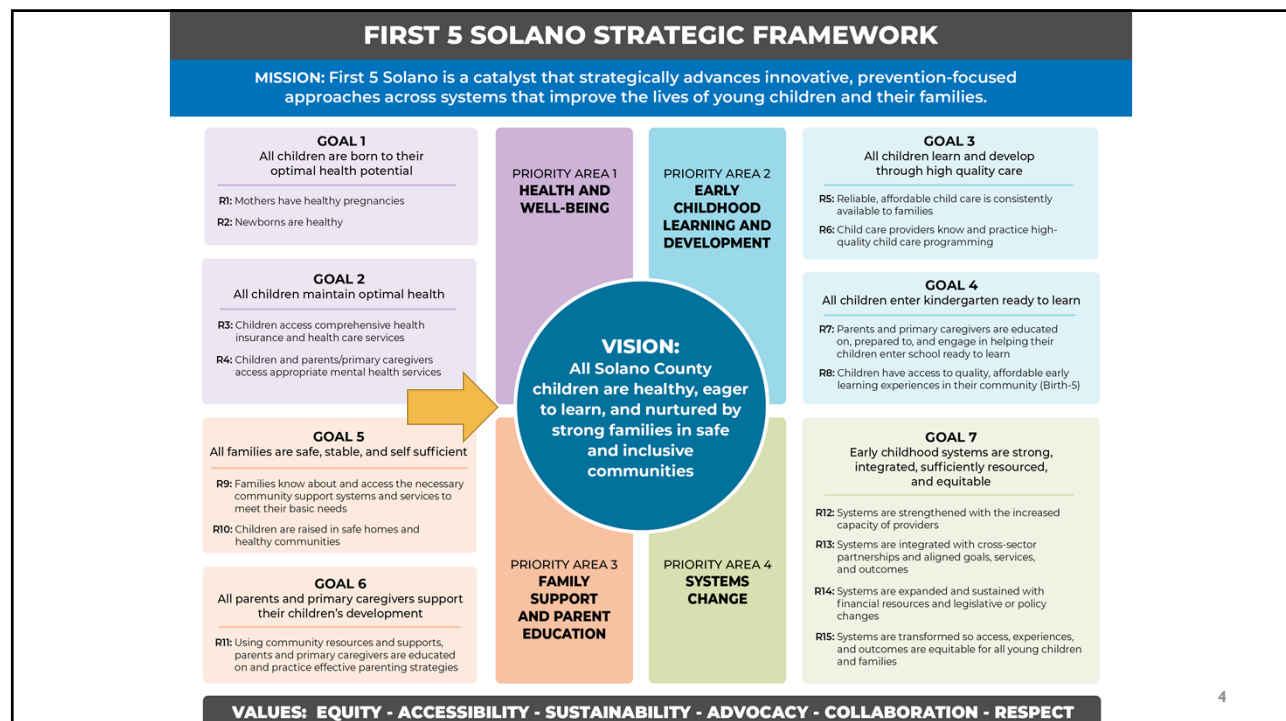 FIRST 5 SOLANO STRATEGIC FRAMEWORK
MISSION: First 5 Solano is a catalyst that strategically advances innovative, prevention-focused
approaches across systems that improve the lives of young children and their families.
GOAL 1
All children are born to their
optimal health potential
R1: Mothers have healthy pregnancies
R2: Newborns are healthy
GOAL 2
All children maintain optimal health
R3: Children access comprehensive health
insurance and health care services
R4: Children and parents/primary caregivers
access appropriate mental health services
PRIORITY AREA 1
HEALTH AND
WELL-BEING
PRIORITY AREA 2
EARLY
CHILDHOOD
LEARNING AND
DEVELOPMENT
GOAL 3
All children learn and develop
through high quality care
R5: Reliable, affordable child care is consistently
available to families
R6: Child care providers know and practice high-
quality child care programming
GOAL 4
All children enter kindergarten ready to learn
R7: Parents and primary caregivers are educated
on, prepared to, and engage in helping their
children enter school ready to learn
R8: Children have access to quality, affordable early
learning experiences in their community (Birth-5)
VISION:
All Solano County
children are healthy, eager
to learn, and nurtured by
strong families in safe
and inclusive
communities
GOAL 5
All families are safe, stable, and self sufficient
R9: Families know about and access the necessary
community support systems and services to
meet their basic needs
R10: Children are raised in safe homes and
healthy communities
GOAL 6
All parents and primary caregivers support
their children's development
R11: Using community resources and supports,
parents and primary caregivers are educated
on and practice effective parenting strategies
PRIORITY AREA 3
FAMILY
SUPPORT
AND PARENT
EDUCATION
PRIORITY AREA 4
SYSTEMS
CHANGE
GOAL 7
Early childhood systems are strong,
integrated, sufficiently resourced,
and equitable
R12: Systems are strengthened with the increased
capacity of providers
R13: Systems are integrated with cross-sector
partnerships and aligned goals, services,
and outcomes
R14: Systems are expanded and sustained with
financial resources and legislative or policy
changes
R15: Systems are transformed so access, experiences,
and outcomes are equitable for all young children
and families
VALUES: EQUITY - ACCESSIBILITY - SUSTAINABILITY - ADVOCACY - COLLABORATION - RESPECT
4